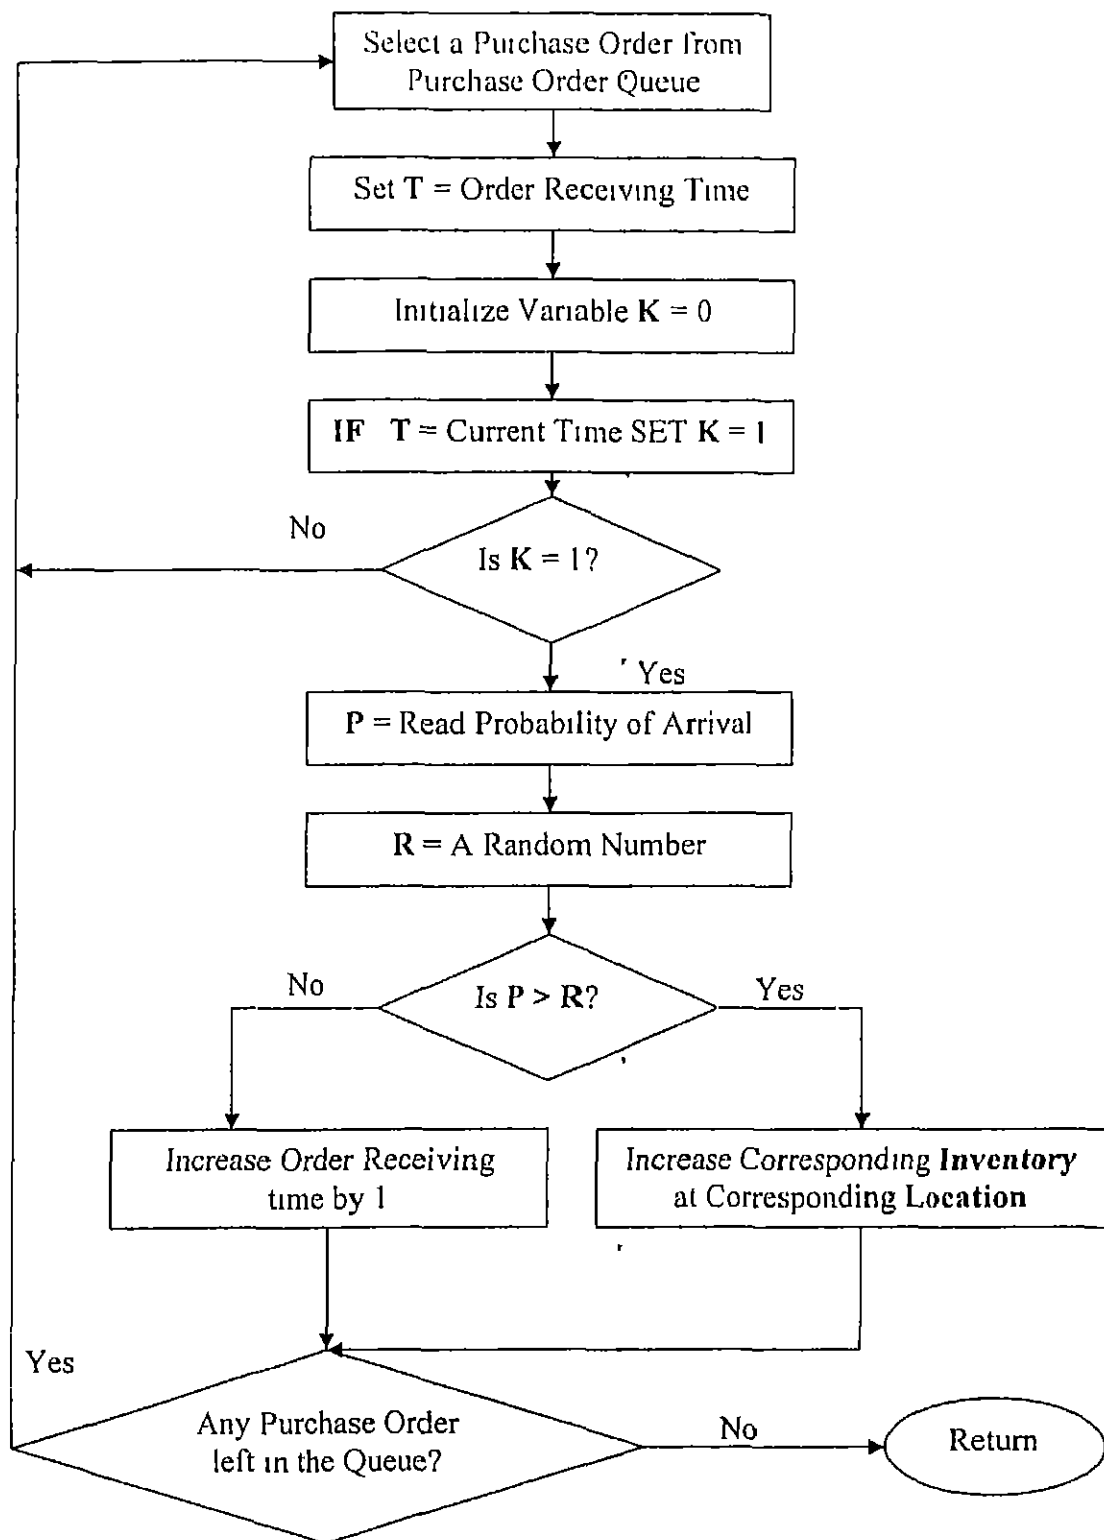 Select a Purchase Order from
Purchase Order Queue
Set T = Order Receiving Time
Initialize Variable K = 0
IF T = Current Time SET K = 1
No
Is K = 1?
Yes
P = Read Probability of Arrival
R = A Random Number
No
Is P > R?
Yes
Increase Order Receiving
time by 1
Increase Corresponding Inventory
at Corresponding Location
Yes
Any Purchase Order
left in the Queue?
No
Return